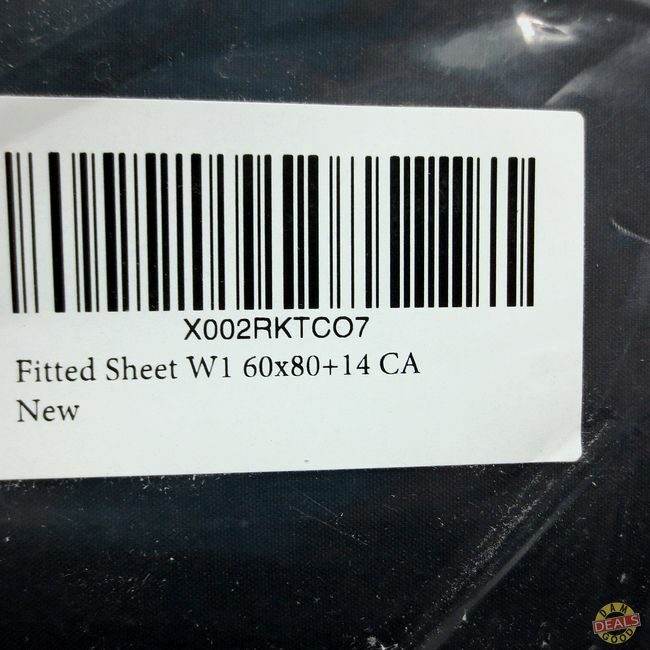 X002RKTCO7
Fitted Sheet W1 60x80+14 CA
New
DAM
DEALS
GOOD